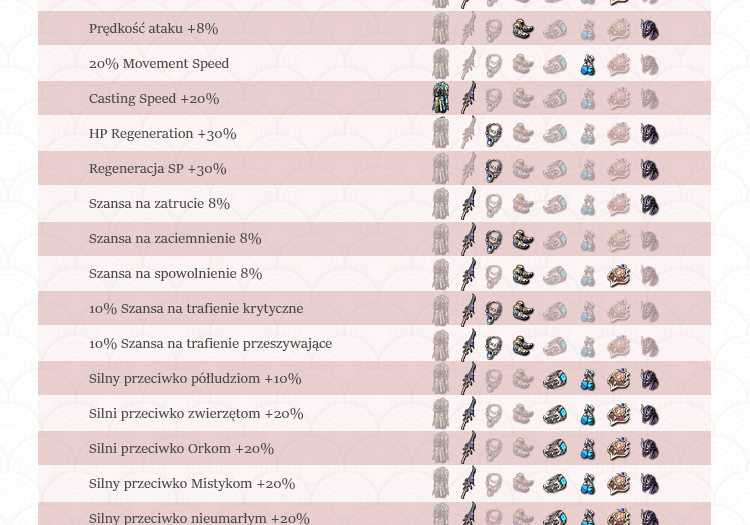 Prędkość ataku +8%
20% Movement Speed
Casting Speed +20%
HP Regeneration +30%
Regeneracja SP +30%
Szansa na zatrucie 8%
Szansa na zaciemnienie 8%
Szansa na spowolnienie 8%
10% Szansa na trafienie krytyczne
10% Szansa na trafienie przeszywające
Silny przeciwko półludziom +10%
Silni przeciwko zwierzętom +20%
Silni przeciwko Orkom +20%
Silny przeciwko Mistykom +20%
Silny przeciwko nieumarłym +20%